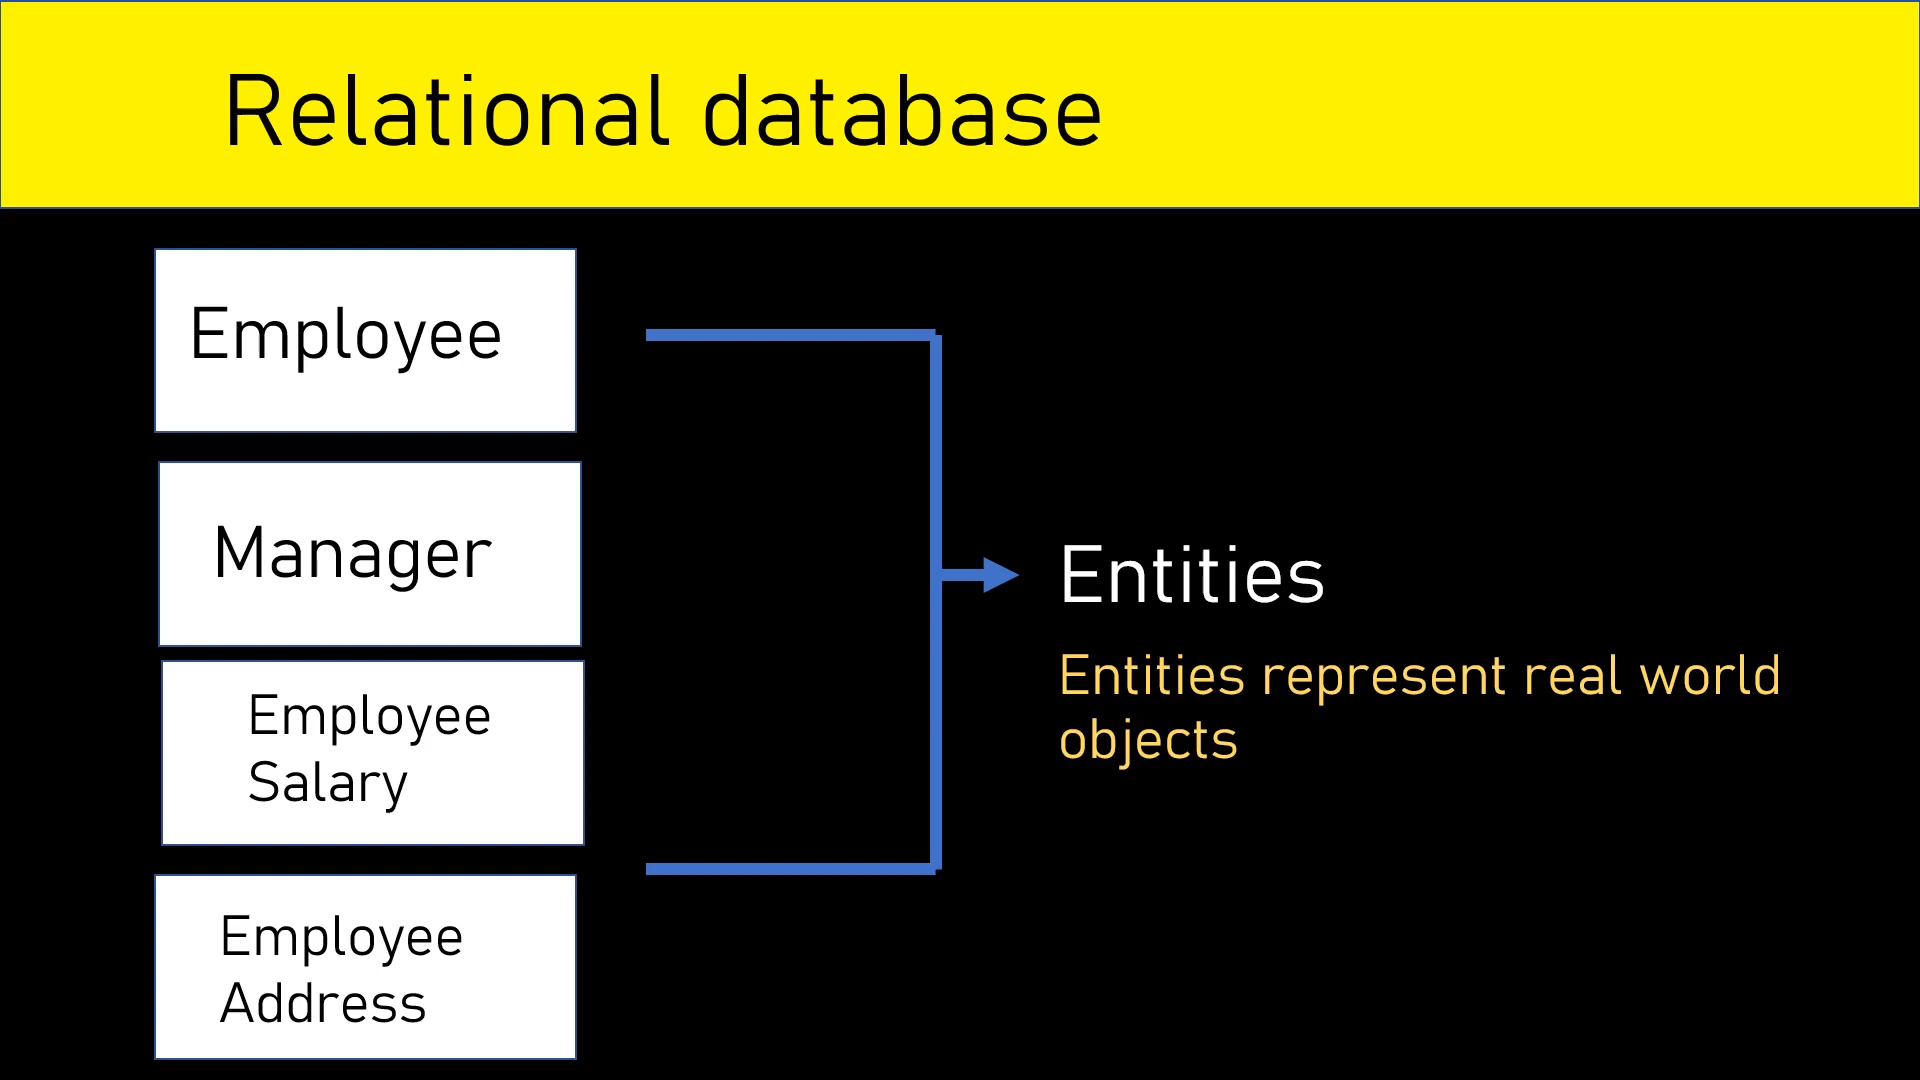 Relational database
Employee
Manager
Employee
Salary
Employee
Address
Entities
Entities represent real world
objects